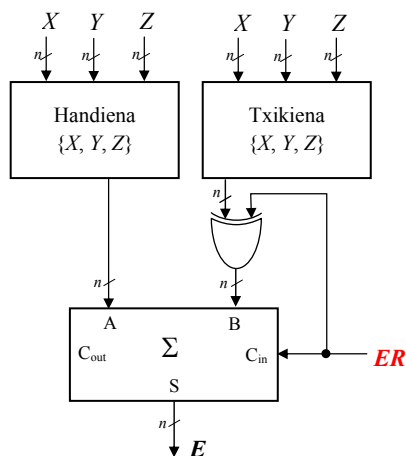 X Y Z X Y Z
n n n n n n
Handiena
{X, Y, Z}
Txikiena
{X, Y, Z}
n
n n
A B
Cout Σ Cin
ER
S
n
E